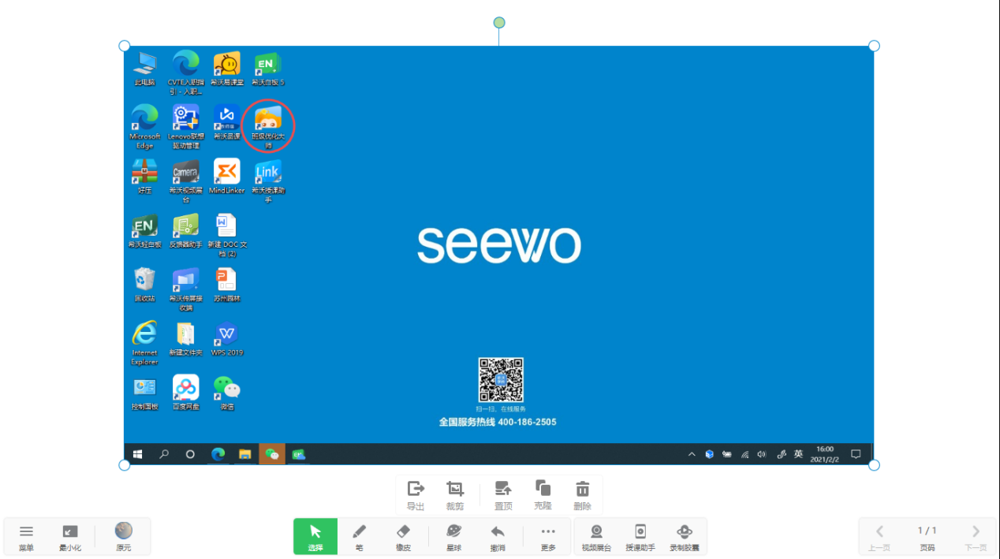 此电脑
CVTE入职指
引 - 入职...
希沃易课堂
EN
希沃白板 5
Microsoft
Edge
Lenovo联想
驱动管理
希沃品课
班级优化大
师
好压
Camera
希沃视频展
台
MindLinker
Link
希沃授课助
手
EN
希沃轻白板
反馈器助手
新建 DOC 文
档 (2)
回收站
希沃传屏接
收端
苏州园林
Internet
Explorer
新建文件夹
WPS 2019
控制面板
百度网盘
微信
seewo
扫一扫，在线服务
全国服务热线 400-186-2505
英
16:00
2021/2/2
导出
裁剪
置顶
克隆
删除
菜单
最小化
原元
选择
笔
橡皮
星球
撤消
更多
视频展台
授课助手
录制胶囊
上一页
1 / 1
页码
下一页